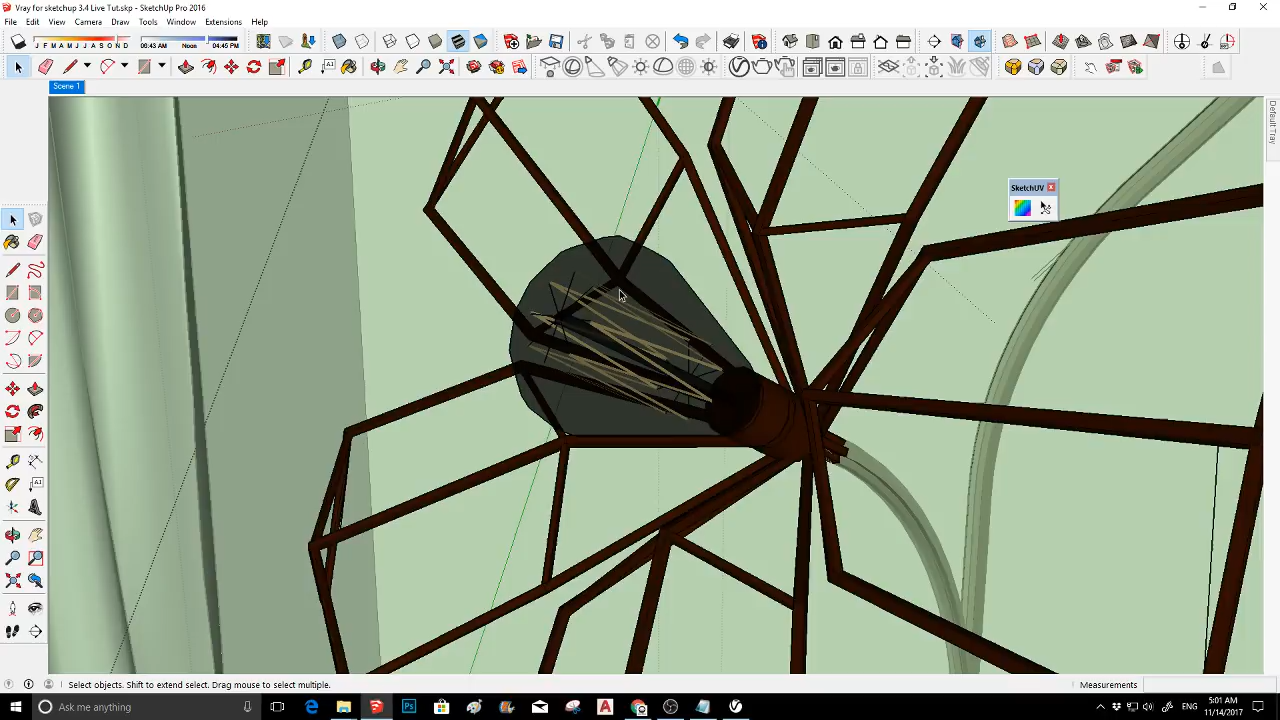 Vray for sketchup 3.4 Live Tut.skp - SketchUp Pro 2016
File Edit View Camera Draw Tools Window Extensions Help
J F M A M J J A S O N D 06:43 AM Noon 04:45 PM
Scene 1
Default Tray
SketchUV
Select objects. Shift to extend select. Drag mouse to select multiple.
Measurements
Ask me anything
ENG
5:01 AM
11/14/2017